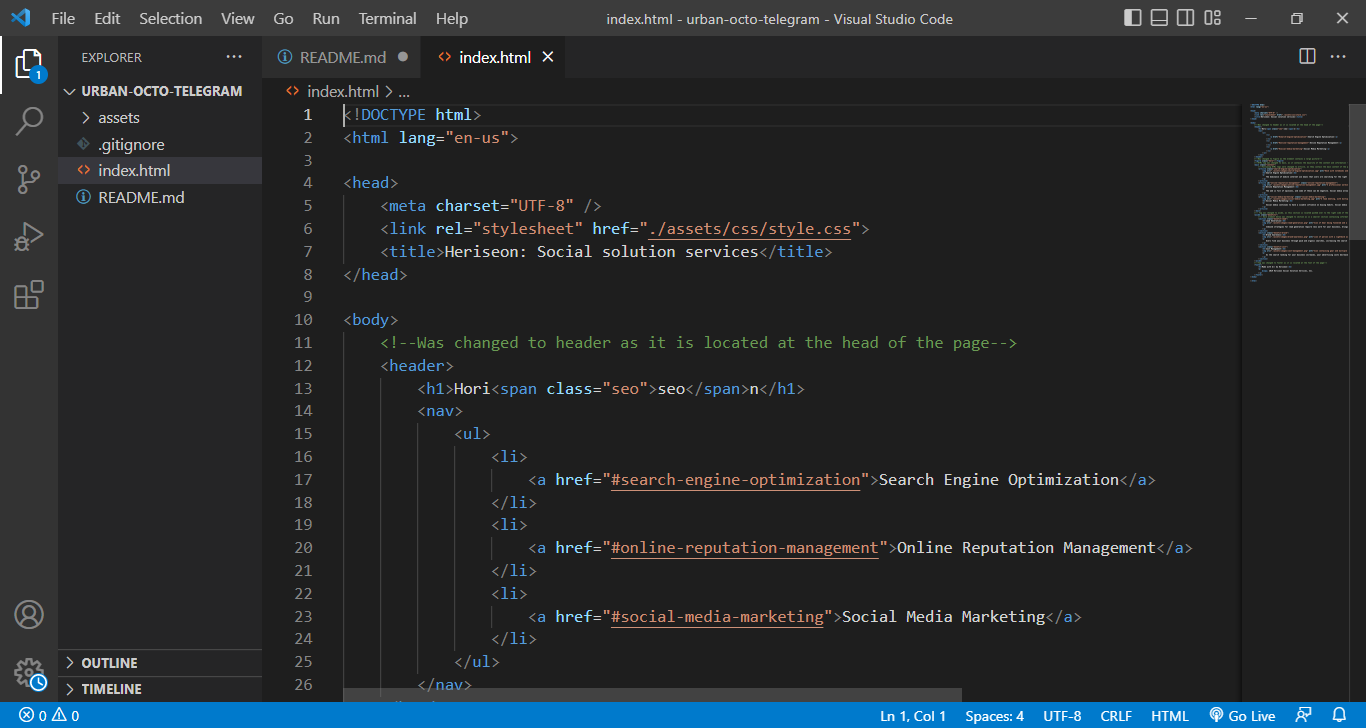 File Edit Selection View Go Run Terminal Help index.html - urban-octo-telegram - Visual Studio Code
EXPLORER ...
README.md
index.html
1
URBAN-OCTO-TELEGRAM
assets
.gitignore
index.html
README.md
index.html > ...
1 <!DOCTYPE html>
2 <html lang="en-us">
3
4 <head>
5 <meta charset="UTF-8" />
6 <link rel="stylesheet" href="./assets/css/style.css">
7 <title>Heriseon: Social solution services</title>
8 </head>
9
10 <body>
11 <!--Was changed to header as it is located at the head of the page-->
12 <header>
13 <h1>Hori<span class="seo">seo</span>n</h1>
14 <nav>
15 <ul>
16 <li>
17 <a href="#search-engine-optimization">Search Engine Optimization</a>
18 </li>
19 <li>
20 <a href="#online-reputation-management">Online Reputation Management</a>
21 </li>
22 <li>
23 <a href="#social-media-marketing">Social Media Marketing</a>
24 </li>
25 </ul>
26 </nav>
OUTLINE
TIMELINE
0 0 Ln 1, Col 1 Spaces: 4 UTF-8 CRLF HTML Go Live